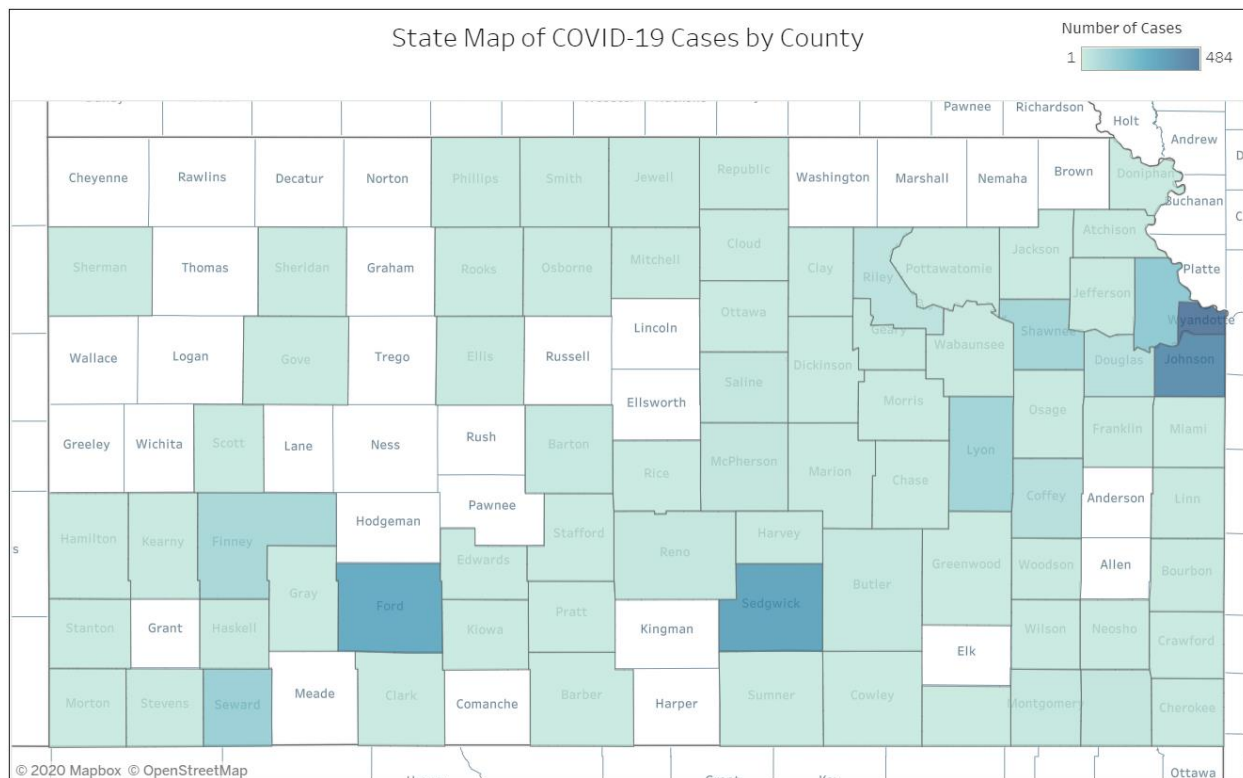 State Map of COVID-19 Cases by County
Number of Cases
1 484
Pawnee
Richardson
Holt
Andrew
D
Cheyenne
Rawlins
Decatur
Norton
Phillips
Smith
Jewell
Republic
Washington
Marshall
Nemaha
Brown
Doniphan
Buchanan
C
Sherman
Thomas
Sheridan
Graham
Rooks
Osborne
Mitchell
Cloud
Clay
Riley
Pottawatomie
Jackson
Atchison
Jefferson
Platte
Wallace
Logan
Gove
Trego
Ellis
Russell
Lincoln
Ottawa
Geary
Wabaunsee
Shawnee
Douglas
Wyandotte
Johnson
Ellsworth
Saline
Dickinson
Morris
Osage
Franklin
Miami
Greeley
Wichita
Scott
Lane
Ness
Rush
Barton
Rice
McPherson
Marion
Chase
Lyon
Coffey
Anderson
Linn
s
Hamilton
Kearny
Finney
Hodgeman
Pawnee
Stafford
Edwards
Reno
Harvey
Butler
Greenwood
Woodson
Allen
Bourbon
Gray
Ford
Sedgwick
Stanton
Grant
Haskell
Kiowa
Pratt
Kingman
Elk
Wilson
Neosho
Crawford
Morton
Stevens
Seward
Meade
Clark
Comanche
Barber
Harper
Sumner
Cowley
Montgomery
Cherokee
Ottawa
© 2020 Mapbox © OpenStreetMap